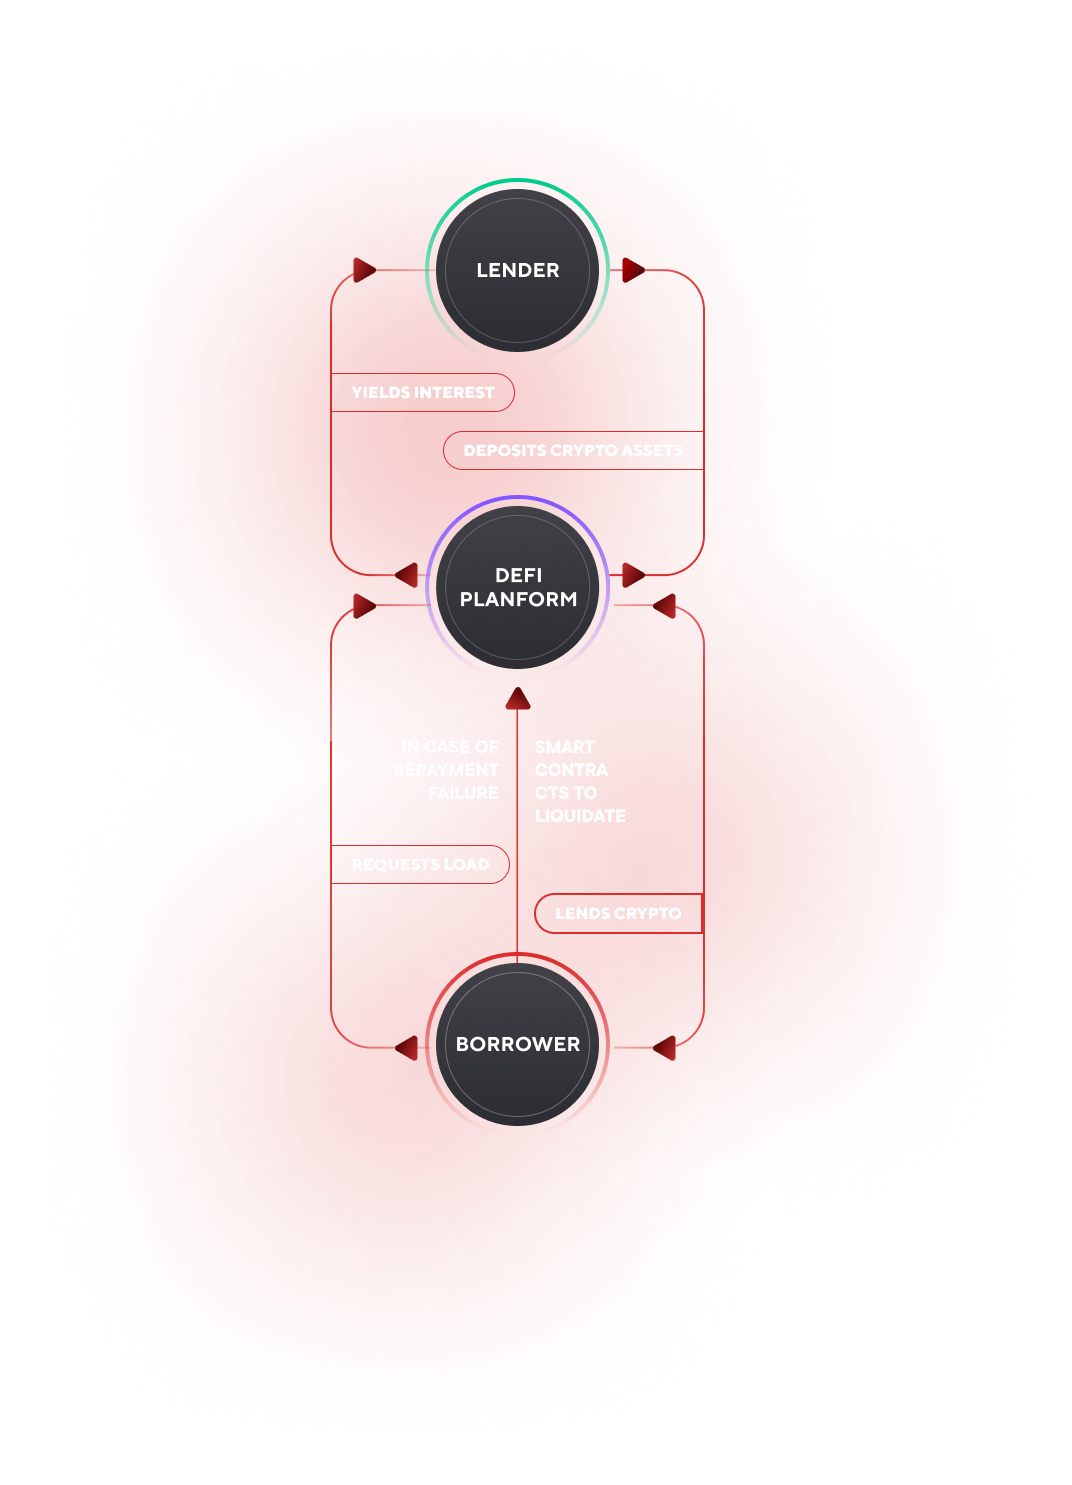 LENDER
YIELDS INTEREST
DEPOSITS CRYPTO ASSETS
DEFI
PLANFORM
IN CASE OF
REPAYMENT
FAILURE
SMART
CONTRA
CTS TO
LIQUIDATE
REQUESTS LOAD
LENDS CRYPTO
BORROWER